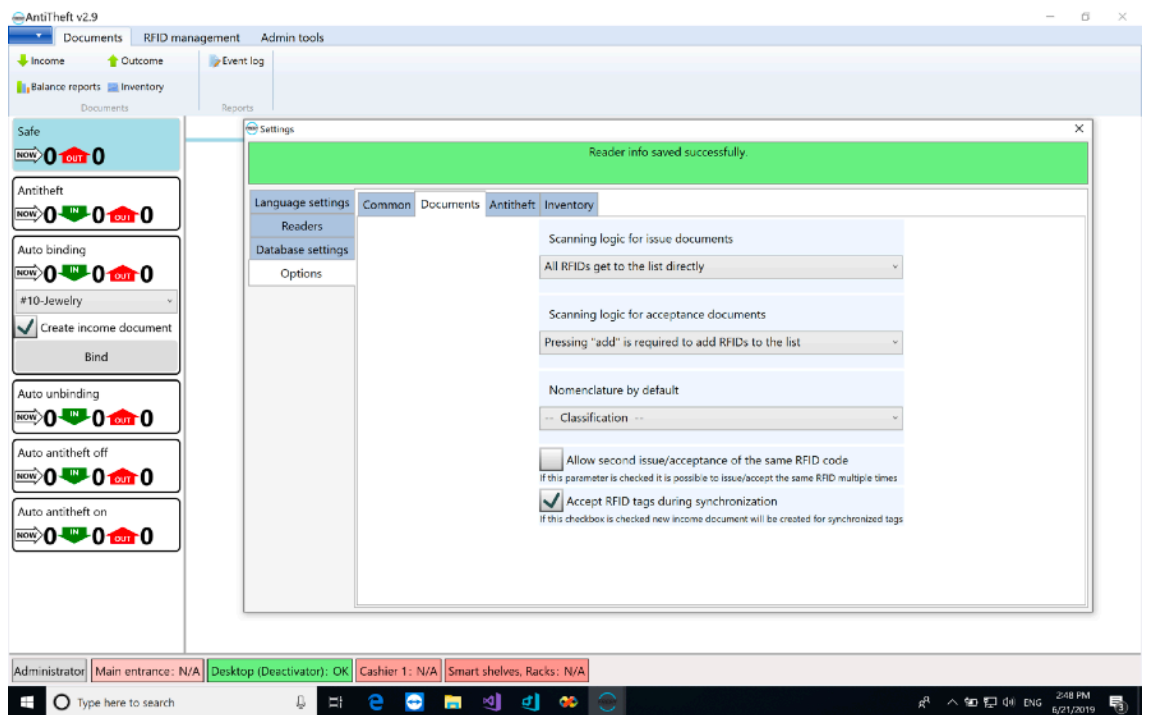 AntiTheft v2.9
Documents RFID management Admin tools
Income Outcome Event log
Balance reports Inventory
Documents Reports
Safe
NOW 0 OUT 0
Antitheft
NOW 0 IN 0 OUT 0
Auto binding
NOW 0 IN 0 OUT 0
#10-Jewelry
Create income document
Bind
Auto unbinding
NOW 0 IN 0 OUT 0
Auto antitheft off
NOW 0 IN 0 OUT 0
Auto antitheft on
NOW 0 IN 0 OUT 0
Settings
Reader info saved successfully.
Language settings
Readers
Database settings
Options
Common Documents Antitheft Inventory
Scanning logic for issue documents
All RFIDs get to the list directly
Scanning logic for acceptance documents
Pressing "add" is required to add RFIDs to the list
Nomenclature by default
-- Classification --
Allow second issue/acceptance of the same RFID code
If this parameter is checked it is possible to issue/accept the same RFID multiple times
Accept RFID tags during synchronization
If this checkbox is checked new income document will be created for synchronized tags
Administrator Main entrance: N/A Desktop (Deactivator): OK Cashier 1: N/A Smart shelves, Racks: N/A
Type here to search
ENG
2:48 PM
6/21/2019
3